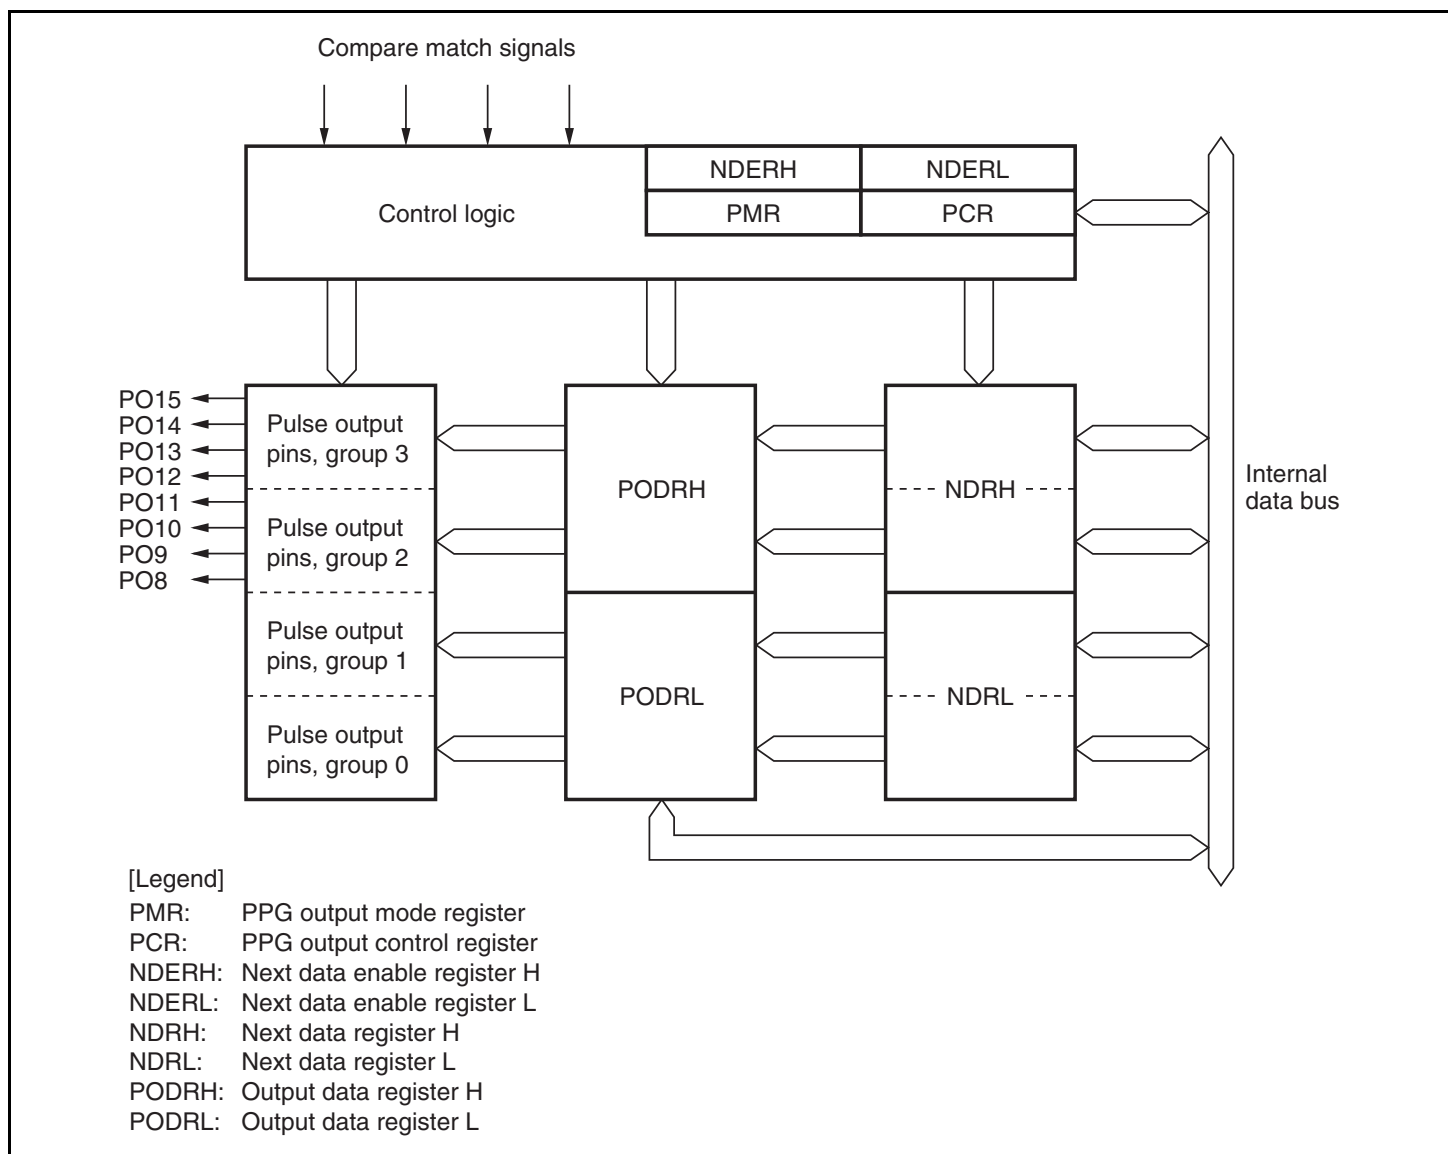 Compare match signals
NDERH
NDERL
Control logic
PMR
PCR
PO15
PO14
PO13
PO12
PO11
PO10
PO9
PO8
Pulse output
pins, group 3
Pulse output
pins, group 2
Pulse output
pins, group 1
Pulse output
pins, group 0
PODRH
PODRL
NDRH
NDRL
Internal
data bus
[Legend]
PMR: PPG output mode register
PCR: PPG output control register
NDERH: Next data enable register H
NDERL: Next data enable register L
NDRH: Next data register H
NDRL: Next data register L
PODRH: Output data register H
PODRL: Output data register L